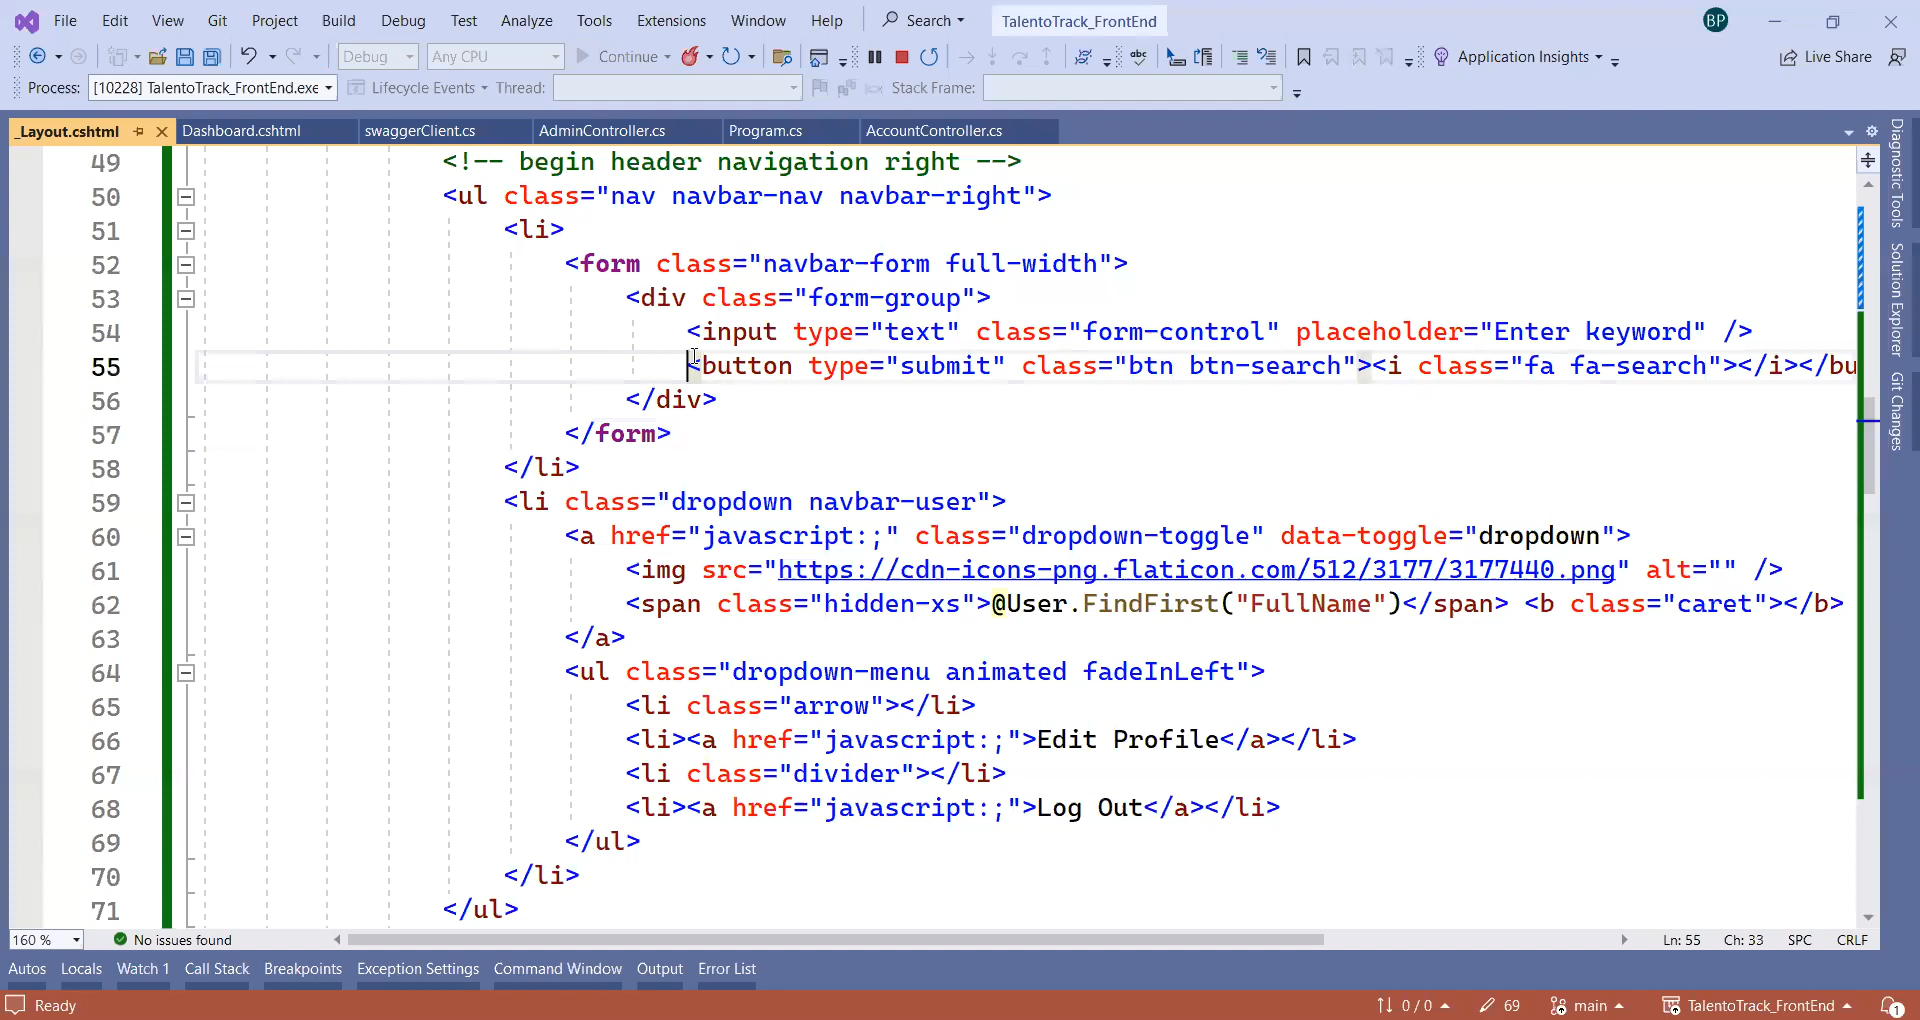 File Edit View Git Project Build Debug Test Analyze Tools Extensions Window Help Search TalentoTrack_FrontEnd BP
Debug Any CPU Continue abc Application Insights Live Share
Process: [10228] TalentoTrack_FrontEnd.exe Lifecycle Events Thread: Stack Frame:
_Layout.cshtml Dashboard.cshtml swaggerClient.cs AdminController.cs Program.cs AccountController.cs
49 <!-- begin header navigation right -->
50 <ul class="nav navbar-nav navbar-right">
51 <li>
52 <form class="navbar-form full-width">
53 <div class="form-group">
54 <input type="text" class="form-control" placeholder="Enter keyword" />
55 <button type="submit" class="btn btn-search"><i class="fa fa-search"></i></bu
56 </div>
57 </form>
58 </li>
59 <li class="dropdown navbar-user">
60 <a href="javascript:;" class="dropdown-toggle" data-toggle="dropdown">
61 <img src="https://cdn-icons-png.flaticon.com/512/3177/3177440.png" alt="" />
62 <span class="hidden-xs">@User.FindFirst("FullName")</span> <b class="caret"></b>
63 </a>
64 <ul class="dropdown-menu animated fadeInLeft">
65 <li class="arrow"></li>
66 <li><a href="javascript:;">Edit Profile</a></li>
67 <li class="divider"></li>
68 <li><a href="javascript:;">Log Out</a></li>
69 </ul>
70 </li>
71 </ul>
Diagnostic Tools
Solution Explorer
Git Changes
160 % No issues found Ln: 55 Ch: 33 SPC CRLF
Autos Locals Watch 1 Call Stack Breakpoints Exception Settings Command Window Output Error List
Ready 0 / 0 69 main TalentoTrack_FrontEnd 1